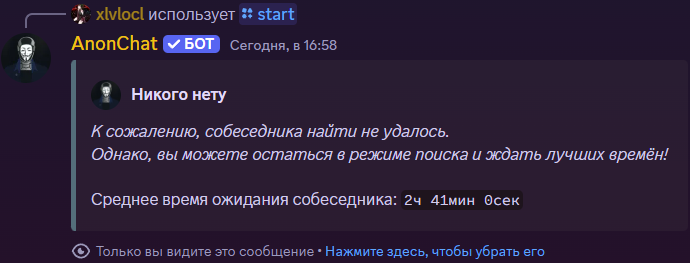 xlvlocl использует start
AnonChat ✓ БОТ Сегодня, в 16:58
Никого нету
К сожалению, собеседника найти не удалось.
Однако, вы можете остаться в режиме поиска и ждать лучших времён!
Среднее время ожидания собеседника: 2ч 41мин 0сек
Только вы видите это сообщение • Нажмите здесь, чтобы убрать его